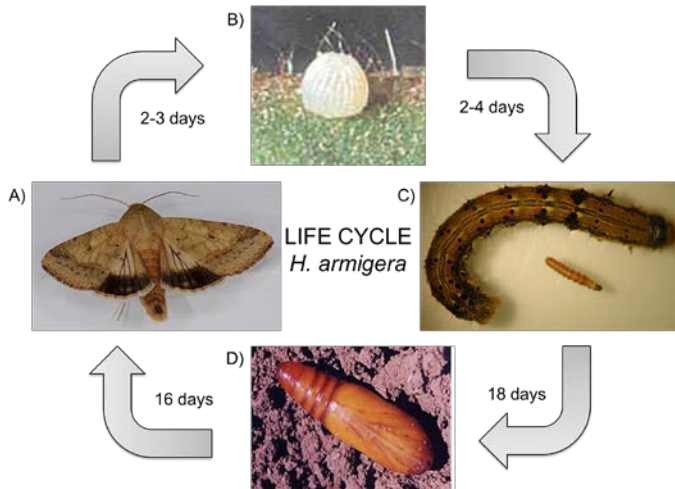 B)
2-3 days
2-4 days
A)
C)
LIFE CYCLE
H. armigera
D)
16 days
18 days